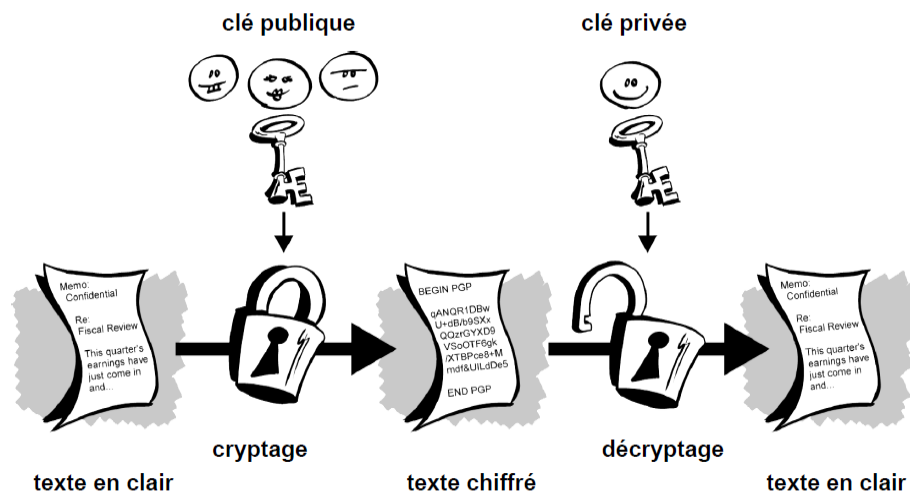 clé publique
clé privée
Memo:
Confidential
Re:
Fiscal Review
This quarter's
earnings have
just come in
and...
BEGIN PGP
qANQR1DBw
U+dB/b9SXx
QQzrGYXD9
VSoOTF6gk
/XTBPce8+M
mdf&UILdDe5
END PGP
Memo:
Confidential
Re:
Fiscal Review
This quarter's
earnings have
just come in
and...
cryptage
décryptage
texte en clair
texte chiffré
texte en clair